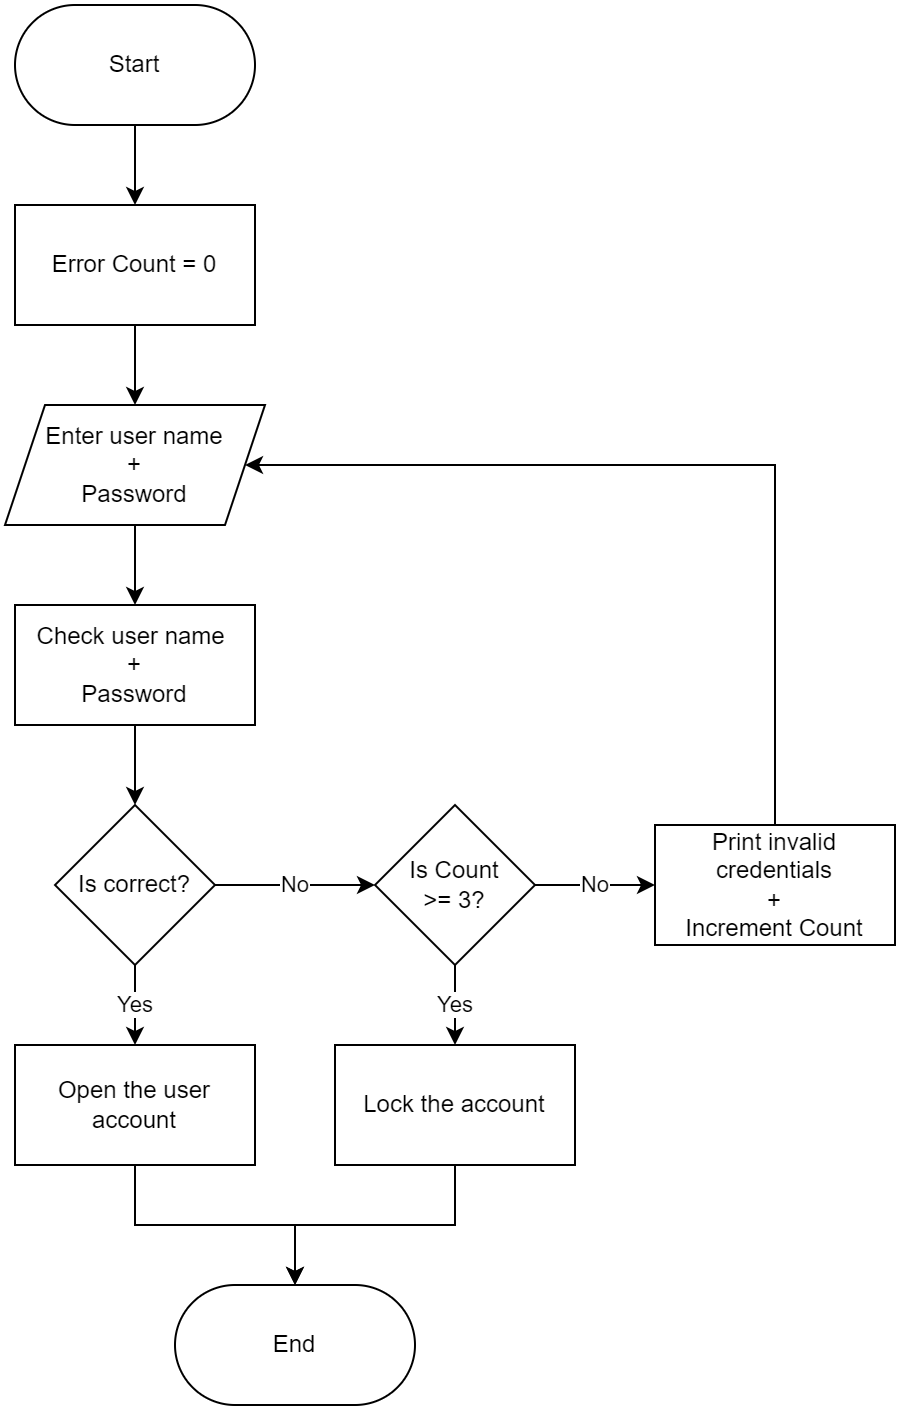 Start
Error Count = 0
Enter user name
+
Password
Check user name
+
Password
Is correct?
No
Is Count
>= 3?
No
Print invalid
credentials
+
Increment Count
Yes
Yes
Open the user
account
Lock the account
End